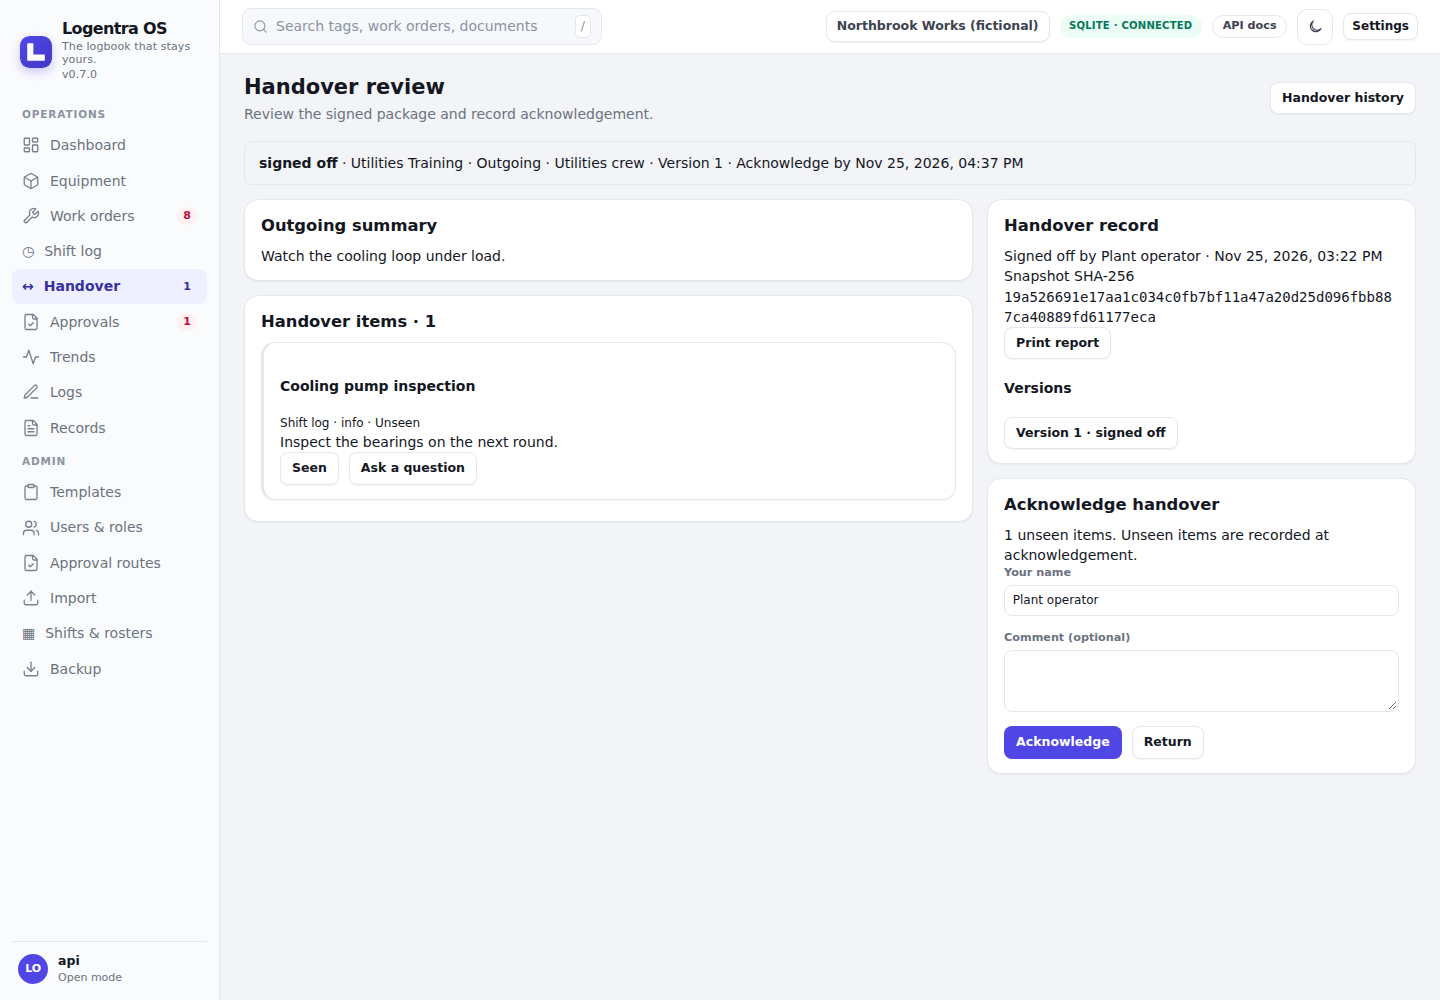 Logentra OS
The logbook that stays
yours.
v0.7.0
Search tags, work orders, documents
/
Northbrook Works (fictional)
SQLITE · CONNECTED
API docs
Settings
OPERATIONS
Dashboard
Equipment
Work orders 8
Shift log
Handover 1
Approvals 1
Trends
Logs
Records
ADMIN
Templates
Users & roles
Approval routes
Import
Shifts & rosters
Backup
LO
api
Open mode
Handover review
Review the signed package and record acknowledgement.
Handover history
signed off · Utilities Training · Outgoing · Utilities crew · Version 1 · Acknowledge by Nov 25, 2026, 04:37 PM
Outgoing summary
Watch the cooling loop under load.
Handover items · 1
Cooling pump inspection
Shift log · info · Unseen
Inspect the bearings on the next round.
Seen
Ask a question
Handover record
Signed off by Plant operator · Nov 25, 2026, 03:22 PM
Snapshot SHA-256
19a526691e17aa1c034c0fb7bf11a47a20d25d096fbb88
7ca40889fd61177eca
Print report
Versions
Version 1 · signed off
Acknowledge handover
1 unseen items. Unseen items are recorded at
acknowledgement.
Your name
Plant operator
Comment (optional)
Acknowledge
Return